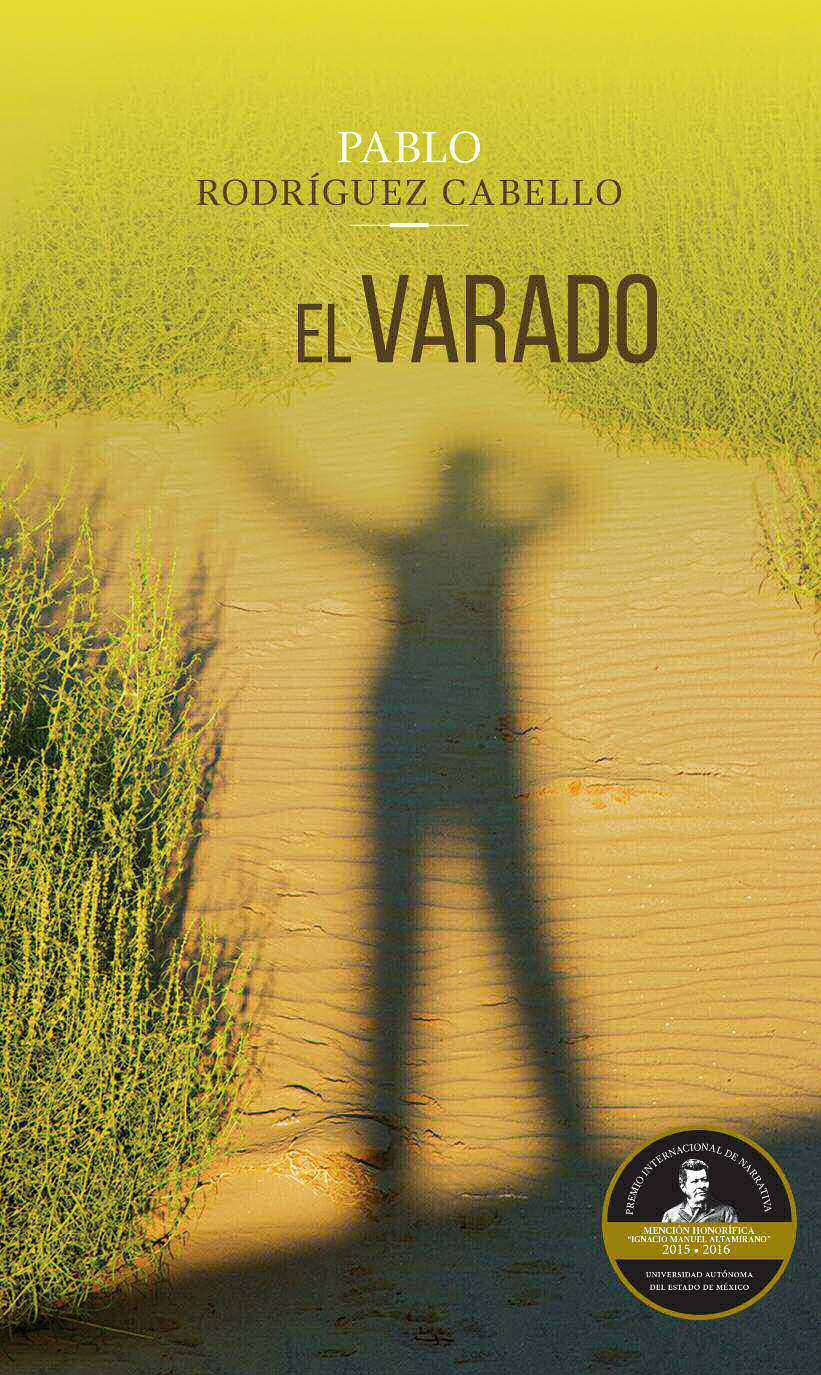 PABLO
RODRÍGUEZ CABELLO
EL VARADO
PREMIO INTERNACIONAL DE NARRATIVA
MENCIÓN HONORÍFICA
"IGNACIO MANUEL ALTAMIRANO"
2015 • 2016
UNIVERSIDAD AUTÓNOMA
DEL ESTADO DE MÉXICO